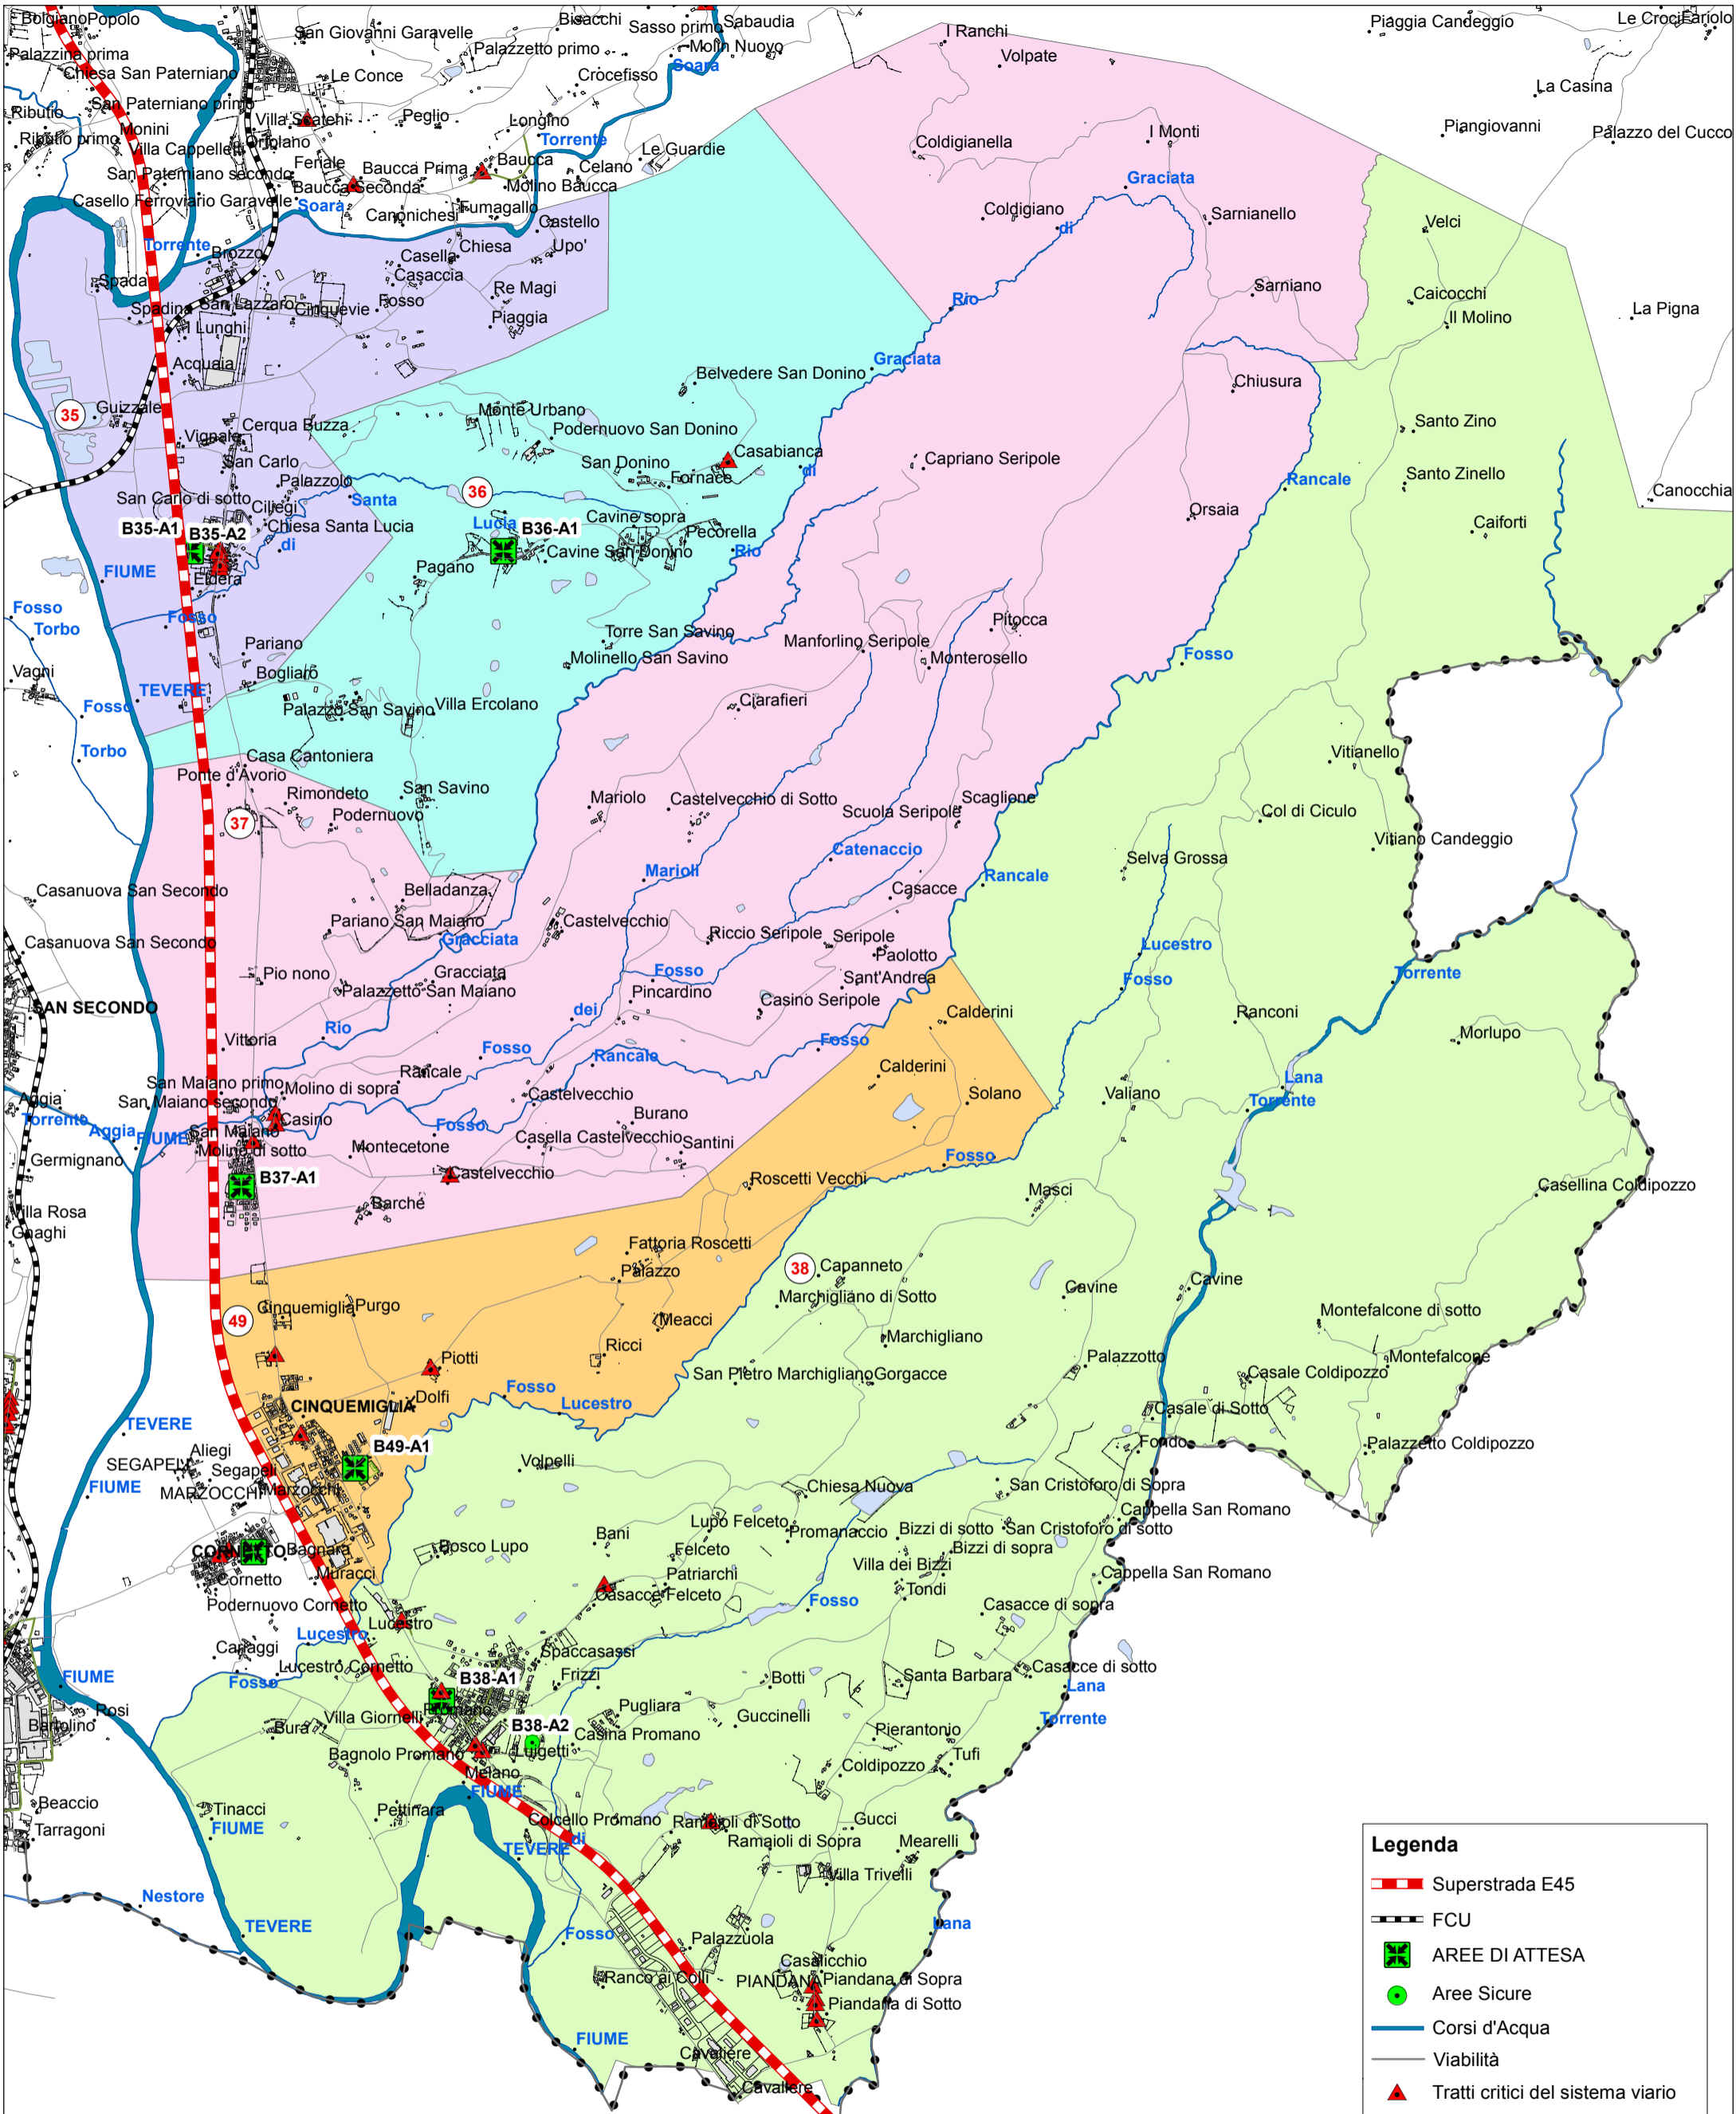 Bolgiano
Popolo
Palazzina prima
Chiesa San Paterniano
San Giovanni Garavelle
Palazzetto primo
Bisacchi
Sasso primo
Sabaudia
Molin Nuovo
Soara
I Ranchi
Volpate
Piaggia Candeggio
Le Croci
Fariolo
Le Conce
Crocefisso
La Casina
San Paterniano primo
Ributio
Monini
Ributio primo
Villa Cappelletti
Villa Scatehi
Ortolano
Peglio
Longino
Torrente
Le Guardie
Coldigianella
I Monti
Piangiovanni
Palazzo del Cucco
Feriale
Baucca Prima
Baucca
Celano
San Paterniano secondo
Baucca Seconda
Molino Baucca
Casello Ferroviario Garavelle
Soara
Canonichesi
Fumagallo
Castello
Graciata
Coldigiano
di
Sarnianello
Velci
Torrente
Brozzo
Casella
Chiesa
Upo'
Casaccia
Spada
Re Magi
Rio
Sarniano
Caicocchi
Il Molino
La Pigna
Spadina
San Lazzaro
Cinquevie
Fosso
Piaggia
I Lunghi
Acquaia
Graciata
Belvedere San Donino
Chiusura
35
Guizzale
Cerqua Buzza
Monte Urbano
Podernuovo San Donino
Santo Zino
Vignale
San Carlo
Palazzolo
San Donino
Casabianca
Fornace
di
Capriano Seripole
Rancale
Santo Zinello
Canocchia
San Carlo di sotto
Cillegi
Santa
36
Orsaia
Caiforti
B35-A1
B35-A2
Chiesa Santa Lucia
di
Lucia
B36-A1
Cavine sopra
Pecorella
Cavine San Donino
Rio
FIUME
Eldera
Pagano
Fosso
Torbo
Fosso
Pariano
Torre San Savino
Manforlino Seripole
Pitocca
Monterosello
Fosso
Vagni
Bogliaro
Molinello San Savino
TEVERE
Fosso
Palazzo San Savino
Villa Ercolano
Ciarafieri
Torbo
Casa Cantoniera
Vitianello
Ponte d'Avorio
Rimondeto
San Savino
Mariolo
Castelvecchio di Sotto
Scuola Seripole
Scaglione
Col di Ciculo
37
Podernuovo
Vitiano Candeggio
Catenaccio
Selva Grossa
Marioli
Rancale
Casacce
Casanuova San Secondo
Belladanza
Pariano San Maiano
Castelvecchio
Casanuova San Secondo
Gracciata
Riccio Seripole
Seripole
Paolotto
Lucestro
Pio nono
Gracciata
Fosso
Sant'Andrea
Fosso
Torrente
Palazzetto San Maiano
Pincardino
Casino Seripole
SAN SECONDO
Rio
dei
Calderini
Ranconi
Morlupo
Vittoria
Fosso
Rancale
Fosso
Calderini
San Maiano primo
Molino di sopra
Rancale
Castelvecchio
Solano
Valiano
Lana
Torrente
Aggia
San Maiano secondo
Casino
Burano
Torrente
Aggia
FIUME
San Maiano
Fosso
Montecetone
Casella Castelvecchio
Santini
Germignano
Molino di sotto
Castelvecchio
Fosso
B37-A1
Roscetti Vecchi
Masci
Casellina Coldipozzo
Villa Rosa
Gnaghi
Barché
Fattoria Roscetti
Palazzo
38
Capanneto
Marchigliano di Sotto
Cavine
Cavine
49
Cinquemiglia
Purgo
Meacci
Ricci
Marchigliano
Montefalcone di sotto
Piotti
San Pietro Marchigliano
Gorgacce
Palazzotto
Casale Coldipozzo
Montefalcone
Dolfi
Fosso
Lucestro
CINQUEMIGLIA
Casale di Sotto
TEVERE
B49-A1
Fondo
Palazzetto Coldipozzo
Aliegi
SEGAPELI
Segapeli
Volpelli
FIUME
MARZOCCHI
Marzocchi
Chiesa Nuova
San Cristoforo di Sopra
Cappella San Romano
Lupo Felceto
Promanaccio
Bizzi di sotto
San Cristoforo di sotto
Bani
Felceto
Bizzi di sopra
CORNETTO
Bagnara
Bosco Lupo
Villa dei Bizzi
Cornetto
Muracci
Patriarchi
Tondi
Cappella San Romano
Casacce Felceto
Fosso
Podernuovo Cornetto
Lucestro
Casacce di sopra
Lucestro
Cariaggi
Spaccasassi
Lucestro Cornetto
Frizzi
Botti
Santa Barbara
Casacce di sotto
FIUME
Fosso
B38-A1
Lana
Rosi
Promano
Pugliara
Guccinelli
Torrente
Bartolino
Bura
Villa Giornelli
B38-A2
Casina Promano
Pierantonio
Bagnolo Promano
Luigetti
Tufi
Melano
Coldipozzo
Beaccio
FIUME
Tinacci
Pettinara
Colcello Promano
Ramaioli di Sotto
Gucci
Tarragoni
FIUME
di
Ramaioli di Sopra
Mearelli
TEVERE
Villa Trivelli
Nestore
TEVERE
Fosso
Palazzuola
Lana
Casalicchio
Ranco ai Colli
PIANDANA
Piandana di Sopra
Piandana di Sotto
FIUME
Cavaliere
Cavaliere
Legenda
Superstrada E45
FCU
AREE DI ATTESA
Aree Sicure
Corsi d'Acqua
Viabilità
Tratti critici del sistema viario